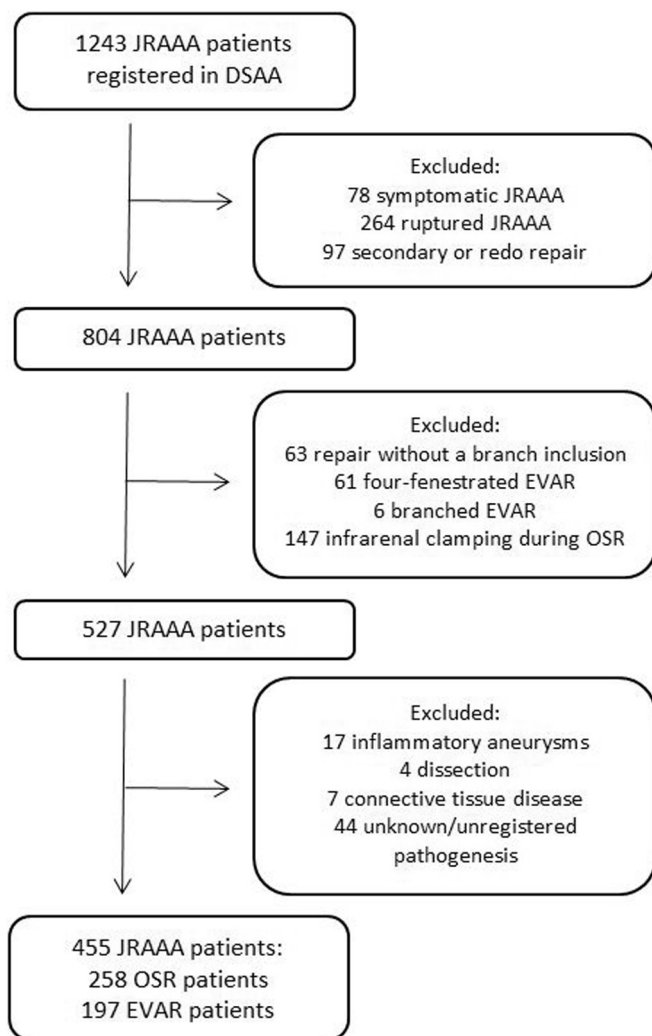 1243 JRAAA patients
registered in DSAA
Excluded:
78 symptomatic JRAAA
264 ruptured JRAAA
97 secondary or redo repair
804 JRAAA patients
Excluded:
63 repair without a branch inclusion
61 four-fenestrated EVAR
6 branched EVAR
147 infrarenal clamping during OSR
527 JRAAA patients
Excluded:
17 inflammatory aneurysms
4 dissection
7 connective tissue disease
44 unknown/unregistered
pathogenesis
455 JRAAA patients:
258 OSR patients
197 EVAR patients